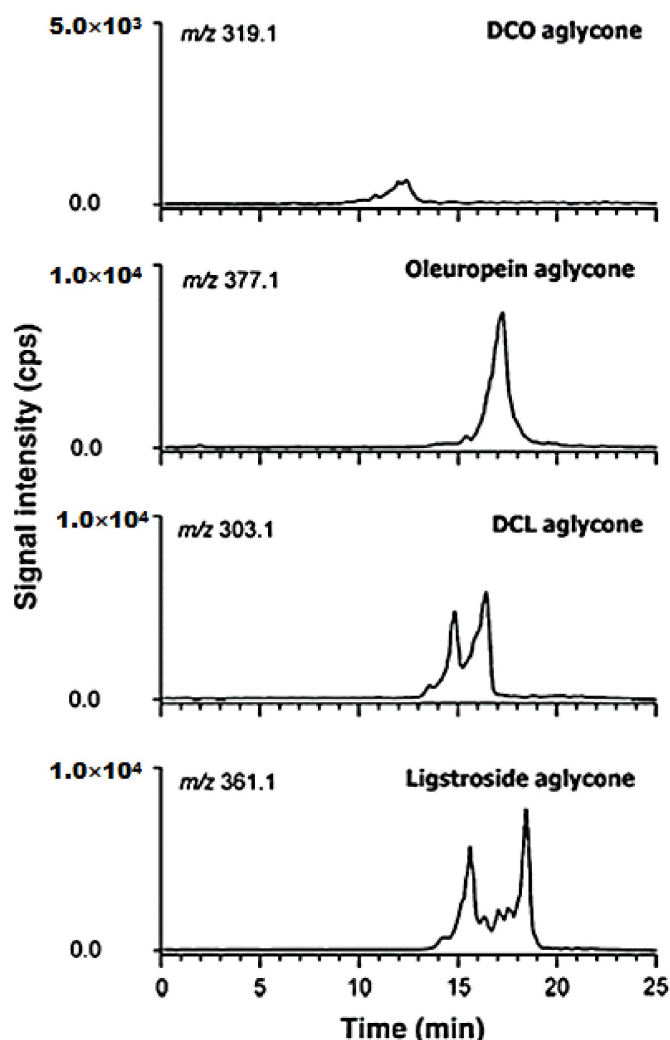 5.0×10³
m/z 319.1
DCO aglycone
0.0
1.0×10⁴
m/z 377.1
Oleuropein aglycone
0.0
1.0×10⁴
m/z 303.1
DCL aglycone
0.0
1.0×10⁴
m/z 361.1
Ligstroside aglycone
0.0
Signal intensity (cps)
0 5 10 15 20 25
Time (min)